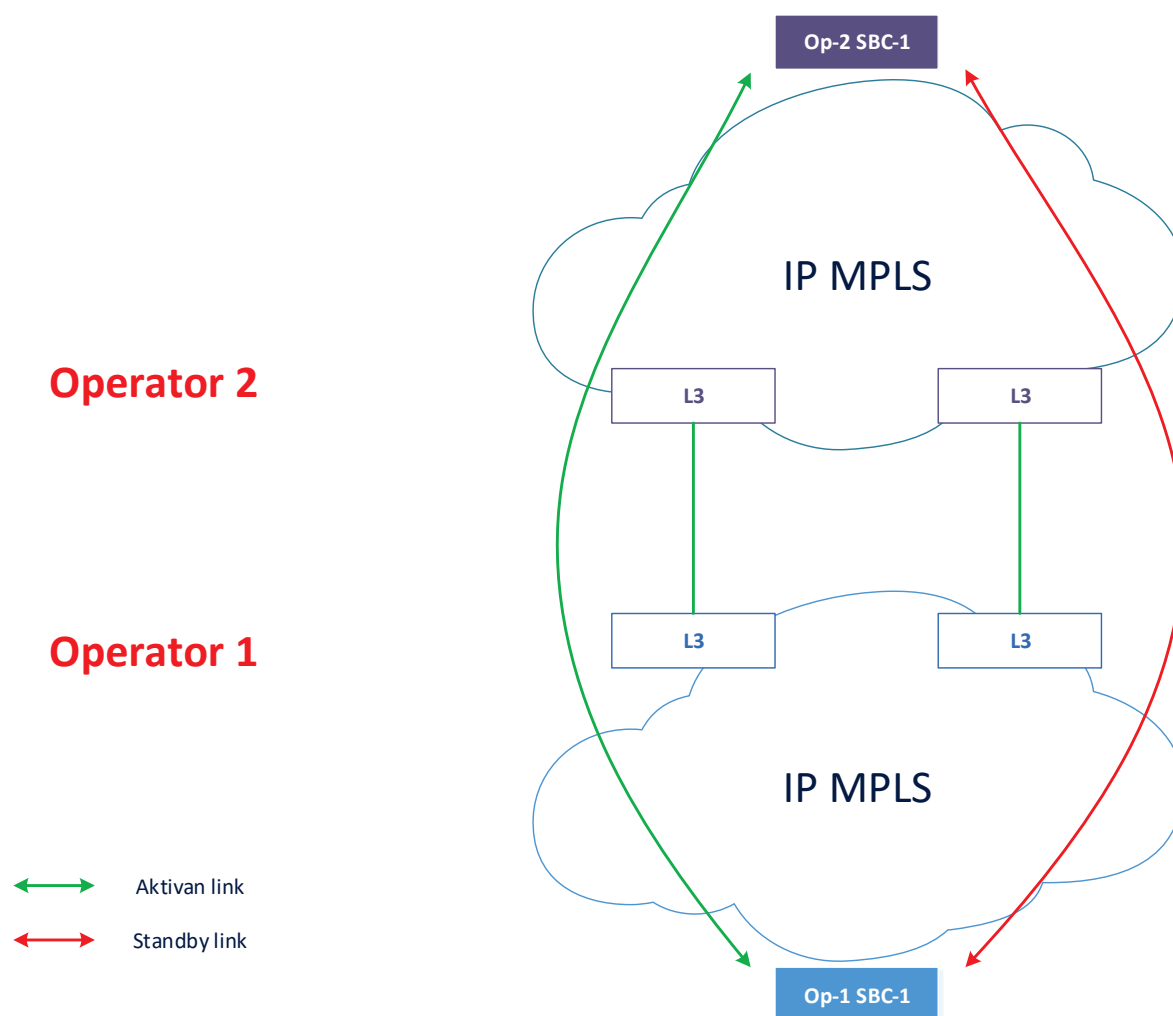 Op-2 SBC-1
IP MPLS
Operator 2
L3
L3
Operator 1
L3
L3
IP MPLS
Aktivan link
Standby link
Op-1 SBC-1